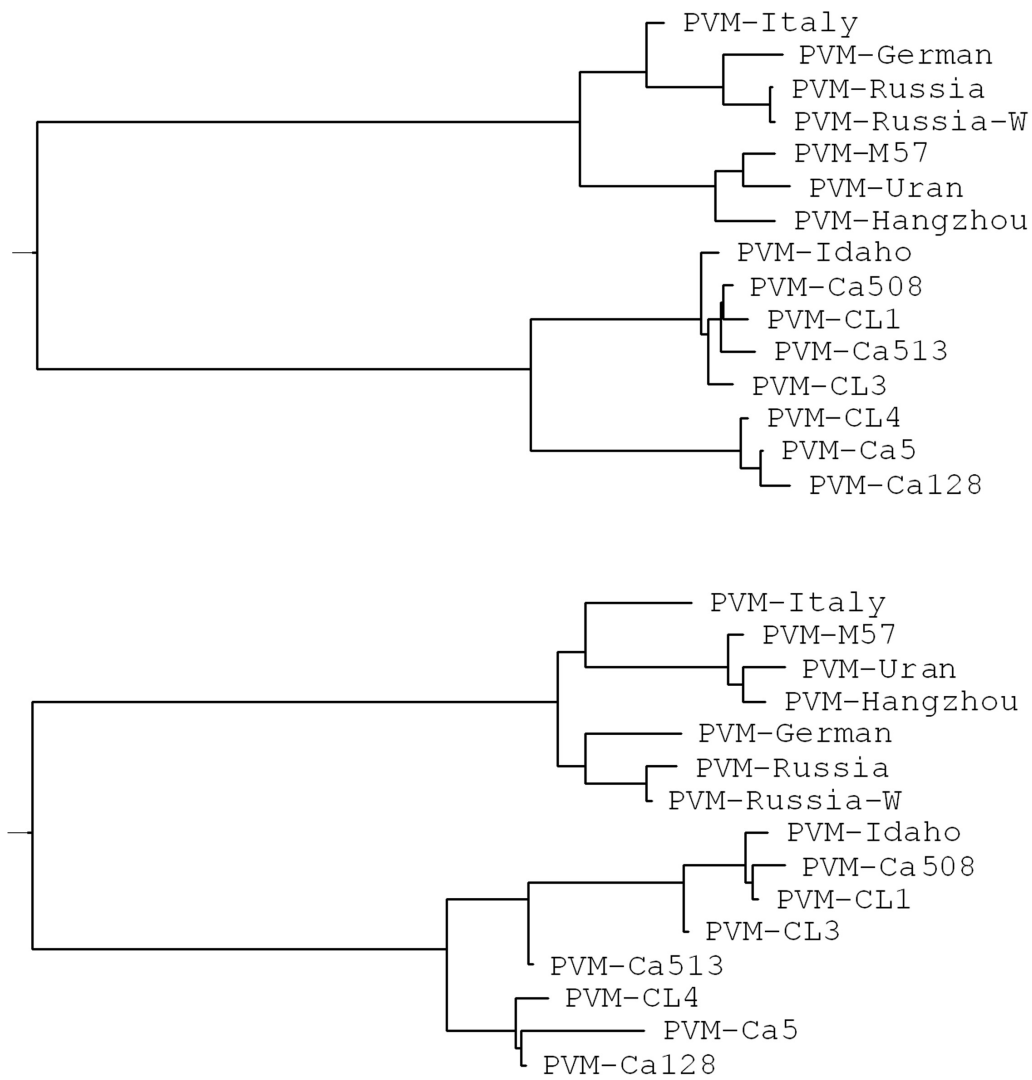 PVM-Italy
PVM-German
PVM-Russia
PVM-Russia-W
PVM-M57
PVM-Uran
PVM-Hangzhou
PVM-Idaho
PVM-Ca508
PVM-CL1
PVM-Ca513
PVM-CL3
PVM-CL4
PVM-Ca5
PVM-Ca128
PVM-Italy
PVM-M57
PVM-Uran
PVM-Hangzhou
PVM-German
PVM-Russia
PVM-Russia-W
PVM-Idaho
PVM-Ca508
PVM-CL1
PVM-CL3
PVM-Ca513
PVM-CL4
PVM-Ca5
PVM-Ca128